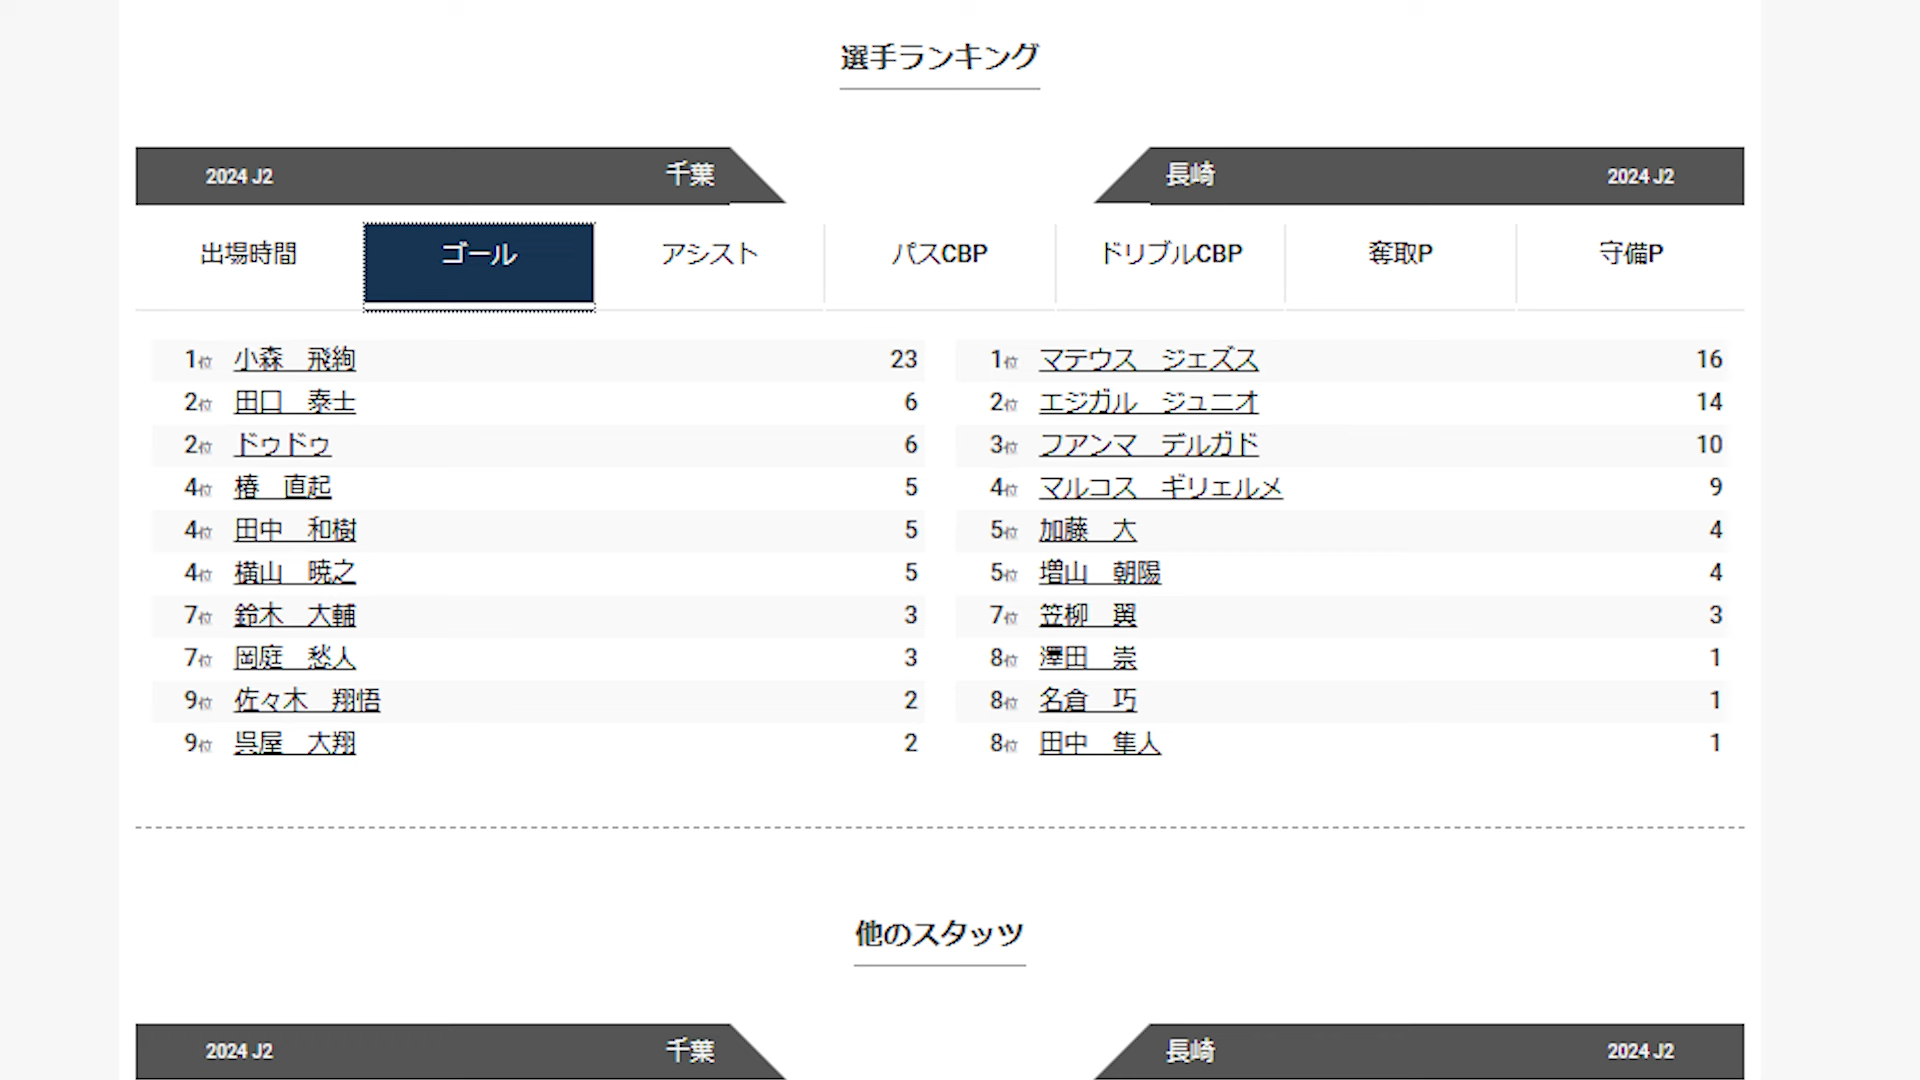 選手ランキング
2024 J2 千葉 長崎 2024 J2
出場時間 ゴール アシスト パスCBP ドリブルCBP 奪取P 守備P
1位 小森　飛絢 23 1位 マテウス　ジェズス 16
2位 田口　泰士 6 2位 エジガル　ジュニオ 14
2位 ドゥドゥ 6 3位 フアンマ　デルガド 10
4位 椿　直起 5 4位 マルコス　ギリェルメ 9
4位 田中　和樹 5 5位 加藤　大 4
4位 横山　暁之 5 5位 増山　朝陽 4
7位 鈴木　大輔 3 7位 笠柳　翼 3
7位 岡庭　愁人 3 8位 澤田　崇 1
9位 佐々木　翔悟 2 8位 名倉　巧 1
9位 呉屋　大翔 2 8位 田中　隼人 1
他のスタッツ
2024 J2 千葉 長崎 2024 J2